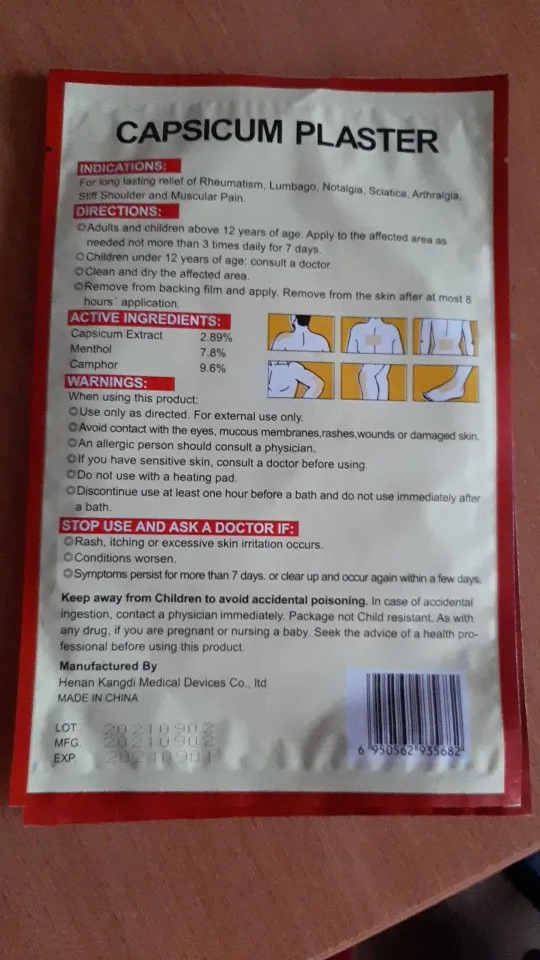 CAPSICUM PLASTER
INDICATIONS:
For long lasting relief of Rheumatism, Lumbago, Notalgia, Sciatica, Arthralgia,
Stiff Shoulder and Muscular Pain.
DIRECTIONS:
◎Adults and children above 12 years of age: Apply to the affected area as
needed not more than 3 times daily for 7 days.
◎Children under 12 years of age: consult a doctor.
◎Clean and dry the affected area.
◎Remove from backing film and apply. Remove from the skin after at most 8
hours' application.
ACTIVE INGREDIENTS:
Capsicum Extract 2.89%
Menthol 7.8%
Camphor 9.6%
WARNINGS:
When using this product:
◎Use only as directed. For external use only.
◎Avoid contact with the eyes, mucous membranes,rashes,wounds or damaged skin.
◎An allergic person should consult a physician.
◎If you have sensitive skin, consult a doctor before using.
◎Do not use with a heating pad.
◎Discontinue use at least one hour before a bath and do not use immediately after
a bath.
STOP USE AND ASK A DOCTOR IF:
◎Rash, itching or excessive skin irritation occurs.
◎Conditions worsen.
◎Symptoms persist for more than 7 days. or clear up and occur again within a few days.
Keep away from Children to avoid accidental poisoning. In case of accidental
ingestion, contact a physician immediately. Package not Child resistant. As with
any drug, if you are pregnant or nursing a baby. Seek the advice of a health pro-
fessional before using this product.
Manufactured By
Henan Kangdi Medical Devices Co., ltd
MADE IN CHINA
LOT 20210902
MFG. 20210902
EXP. 20240901
6 950562 935682